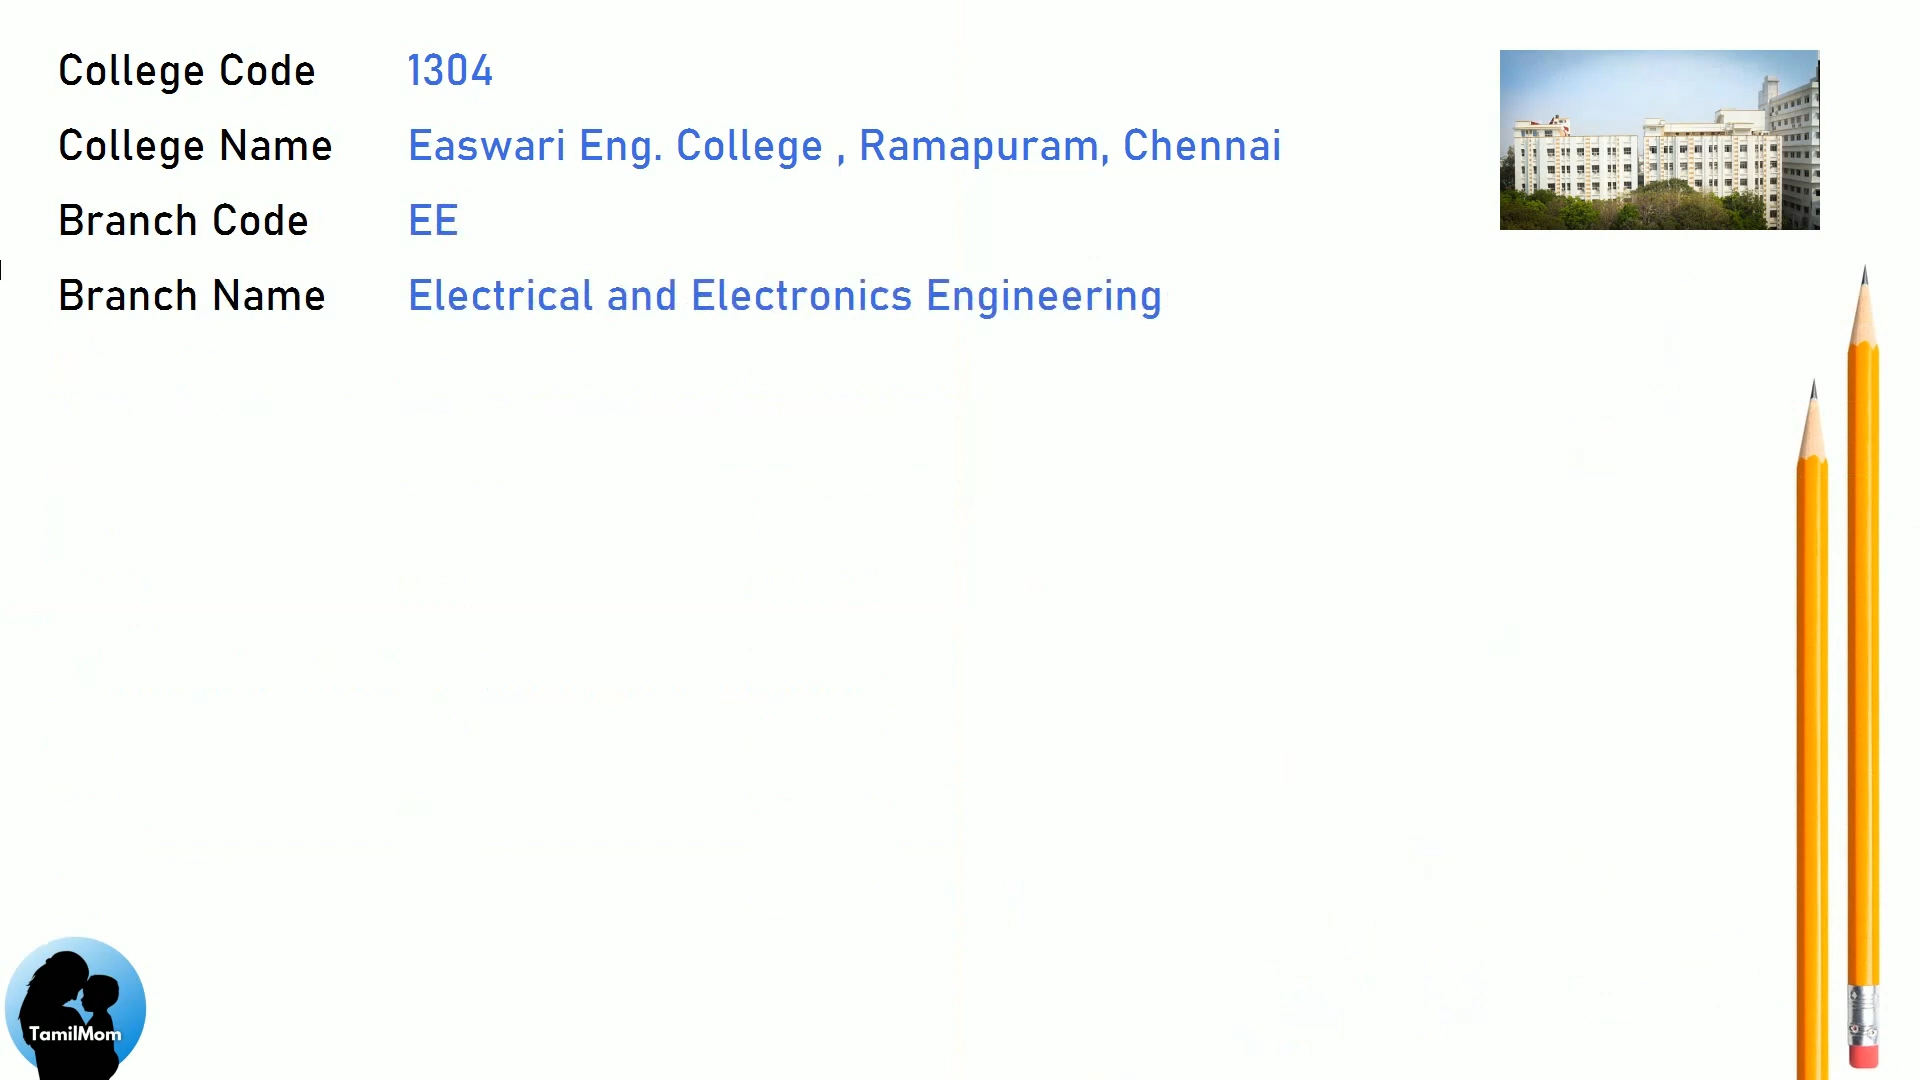 College Code 1304
College Name Easwari Eng. College , Ramapuram, Chennai
Branch Code EE
Branch Name Electrical and Electronics Engineering
TamilMom